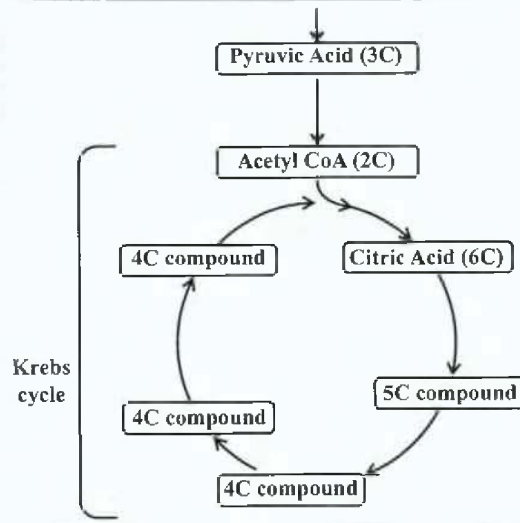 Pyruvic Acid (3C)
Acetyl CoA (2C)
4C compound
Citric Acid (6C)
Krebs
cycle
5C compound
4C compound
4C compound